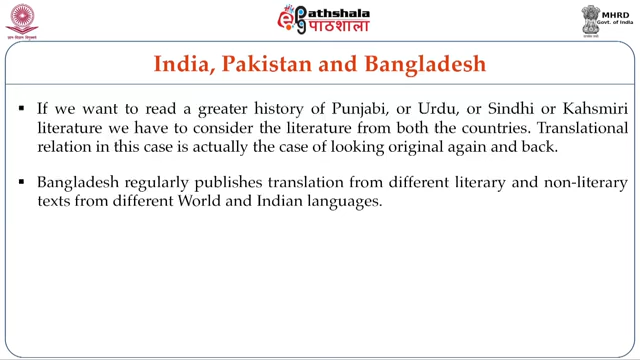 Pathshala
पाठशाला
MHRD
Govt. of India
India, Pakistan and Bangladesh
▪ If we want to read a greater history of Punjabi, or Urdu, or Sindhi or Kahsmiri
literature we have to consider the literature from both the countries. Translational
relation in this case is actually the case of looking original again and back.
▪ Bangladesh regularly publishes translation from different literary and non-literary
texts from different World and Indian languages.